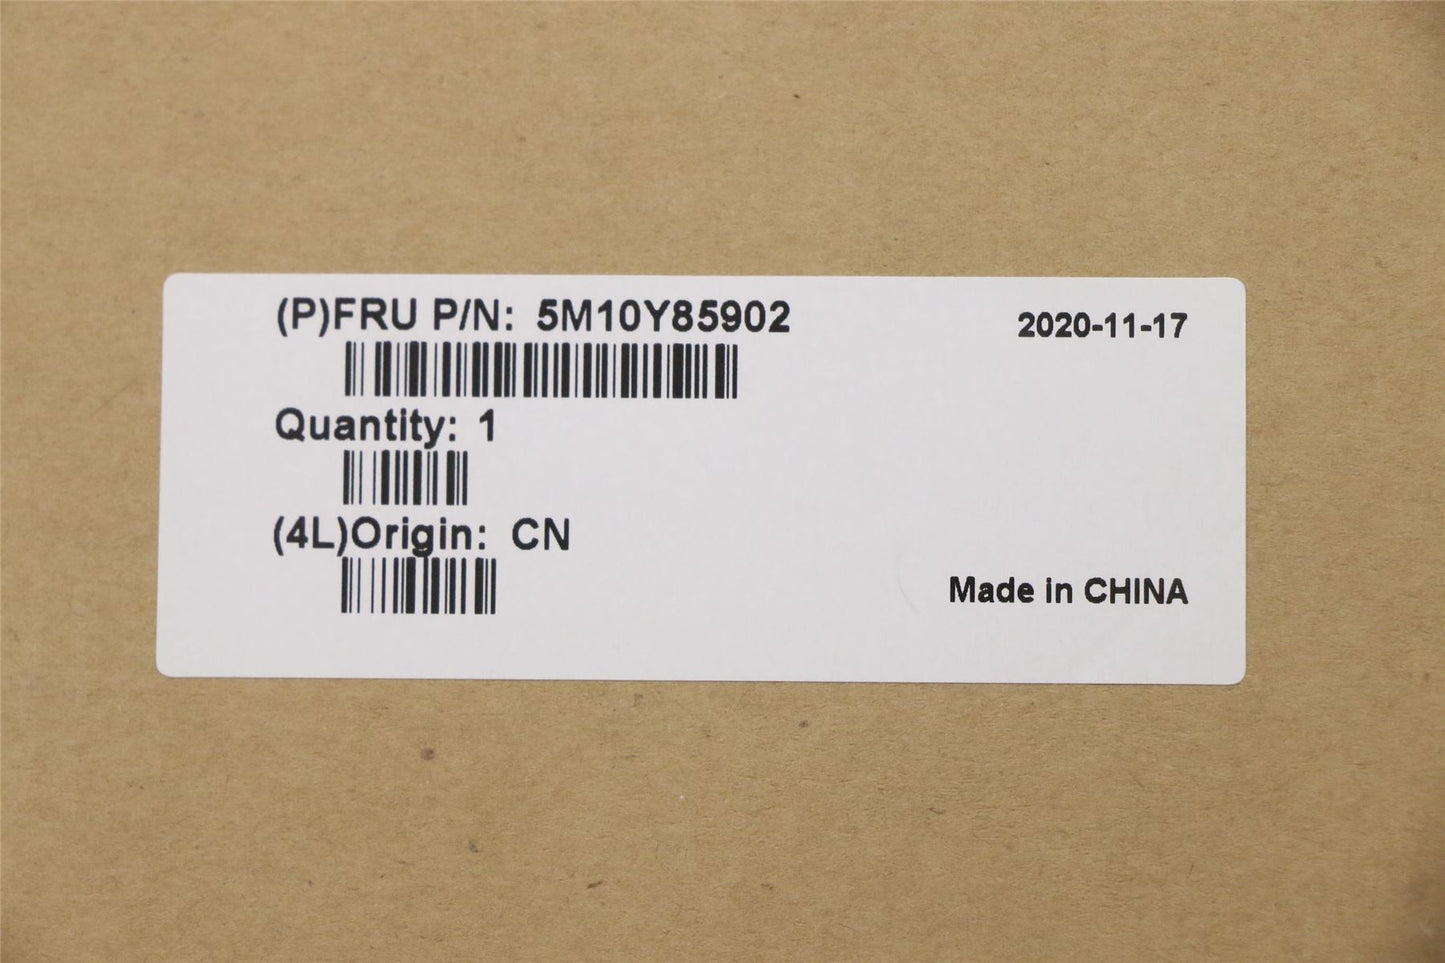 (P)FRU P/N: 5M10Y85902
2020-11-17
Quantity: 1
(4L)Origin: CN
Made in CHINA